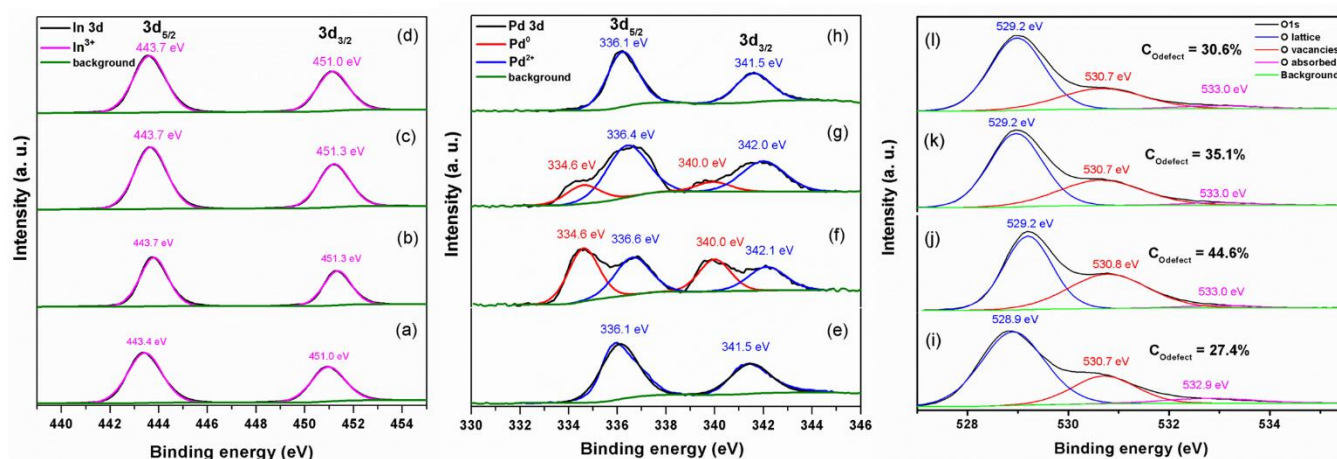 In 3d
In³⁺
background
3d₅/₂
3d₃/₂
(d)
443.7 eV
451.0 eV
(c)
443.7 eV
451.3 eV
(b)
443.7 eV
451.3 eV
(a)
443.4 eV
451.0 eV
Intensity (a. u.)
440 442 444 446 448 450 452 454
Binding energy (eV)
Pd 3d
Pd⁰
Pd²⁺
background
3d₅/₂
3d₃/₂
(h)
336.1 eV
341.5 eV
(g)
334.6 eV
336.4 eV
340.0 eV
342.0 eV
(f)
334.6 eV
336.6 eV
340.0 eV
342.1 eV
(e)
336.1 eV
341.5 eV
Intensity (a. u.)
330 332 334 336 338 340 342 344 346
Binding energy (eV)
O1s
O lattice
O vacancies
O absorbed
Background
(l)
529.2 eV
C Odefect = 30.6%
530.7 eV
533.0 eV
(k)
529.2 eV
C Odefect = 35.1%
530.7 eV
533.0 eV
(j)
529.2 eV
C Odefect = 44.6%
530.8 eV
533.0 eV
(i)
528.9 eV
C Odefect = 27.4%
530.7 eV
532.9 eV
Intensity (a. u.)
528 530 532 534
Binding energy (eV)